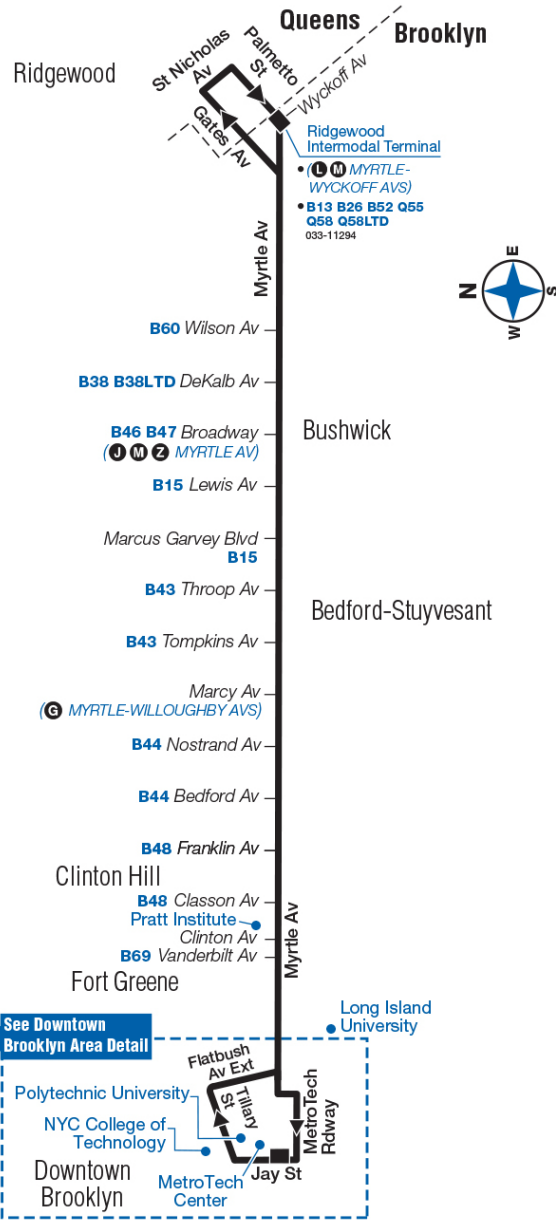 Queens
Brooklyn
Ridgewood
St Nicholas
Av
Palmetto
St
Wyckoff Av
Gates Av
Ridgewood
Intermodal Terminal
• (L M MYRTLE-
WYCKOFF AVS)
• B13 B26 B52 Q55
Q58 Q58LTD
033-11294
Myrtle Av
N
E
S
W
B60 Wilson Av
B38 B38LTD DeKalb Av
B46 B47 Broadway
(J M Z MYRTLE AV)
Bushwick
B15 Lewis Av
Marcus Garvey Blvd
B15
B43 Throop Av
Bedford-Stuyvesant
B43 Tompkins Av
Marcy Av
(G MYRTLE-WILLOUGHBY AVS)
B44 Nostrand Av
B44 Bedford Av
B48 Franklin Av
Clinton Hill
B48 Classon Av
Pratt Institute
Clinton Av
B69 Vanderbilt Av
Myrtle Av
Fort Greene
Long Island
University
See Downtown
Brooklyn Area Detail
Flatbush
Av Ext
Tillary
St
MetroTech
Rdway
Polytechnic University
NYC College of
Technology
Jay St
MetroTech
Center
Downtown
Brooklyn